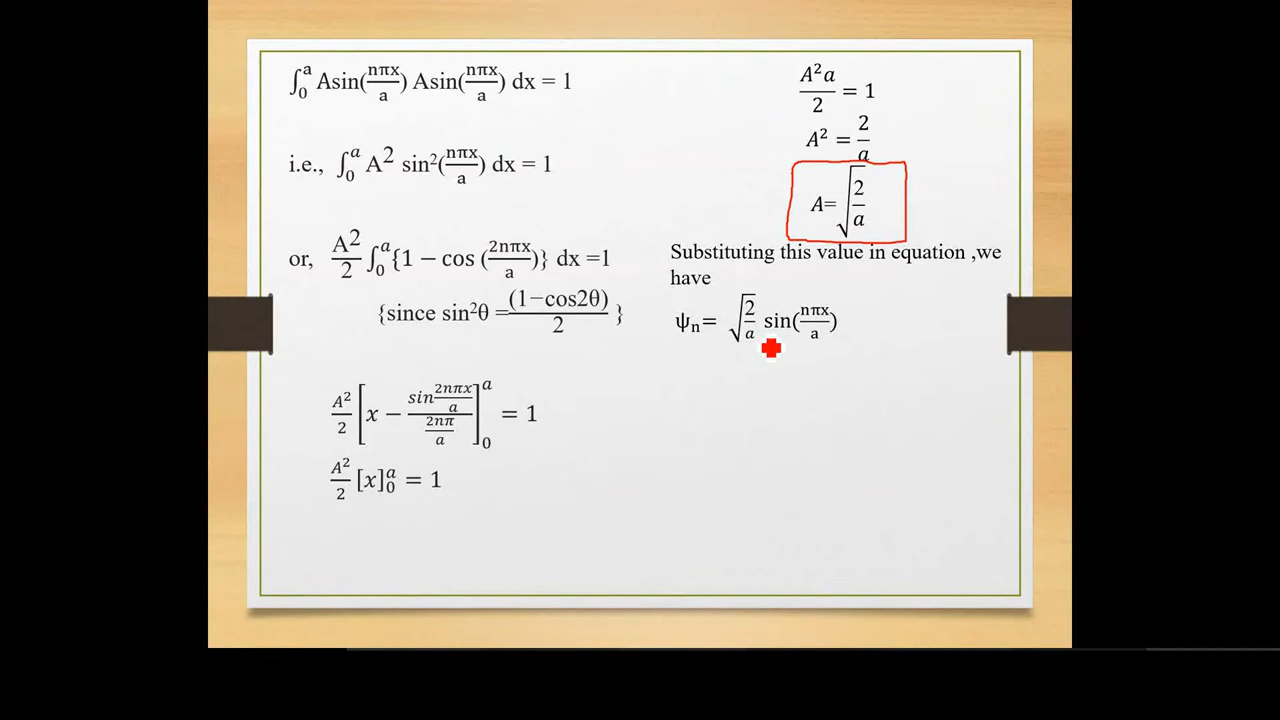 ∫₀ᵃ Asin(nπx/a) Asin(nπx/a) dx = 1
i.e., ∫₀ᵃ A² sin²(nπx/a) dx = 1
or, A²/2 ∫₀ᵃ{1 − cos (2nπx/a)} dx =1
{since sin²θ =(1−cos2θ)/2 }
A²/2 [x − (sin 2nπx/a)/(2nπ/a)]₀ᵃ = 1
A²/2 [x]₀ᵃ = 1
A²a/2 = 1
A² = 2/a
A= √(2/a)
Substituting this value in equation ,we
have
ψₙ= √(2/a) sin(nπx/a)